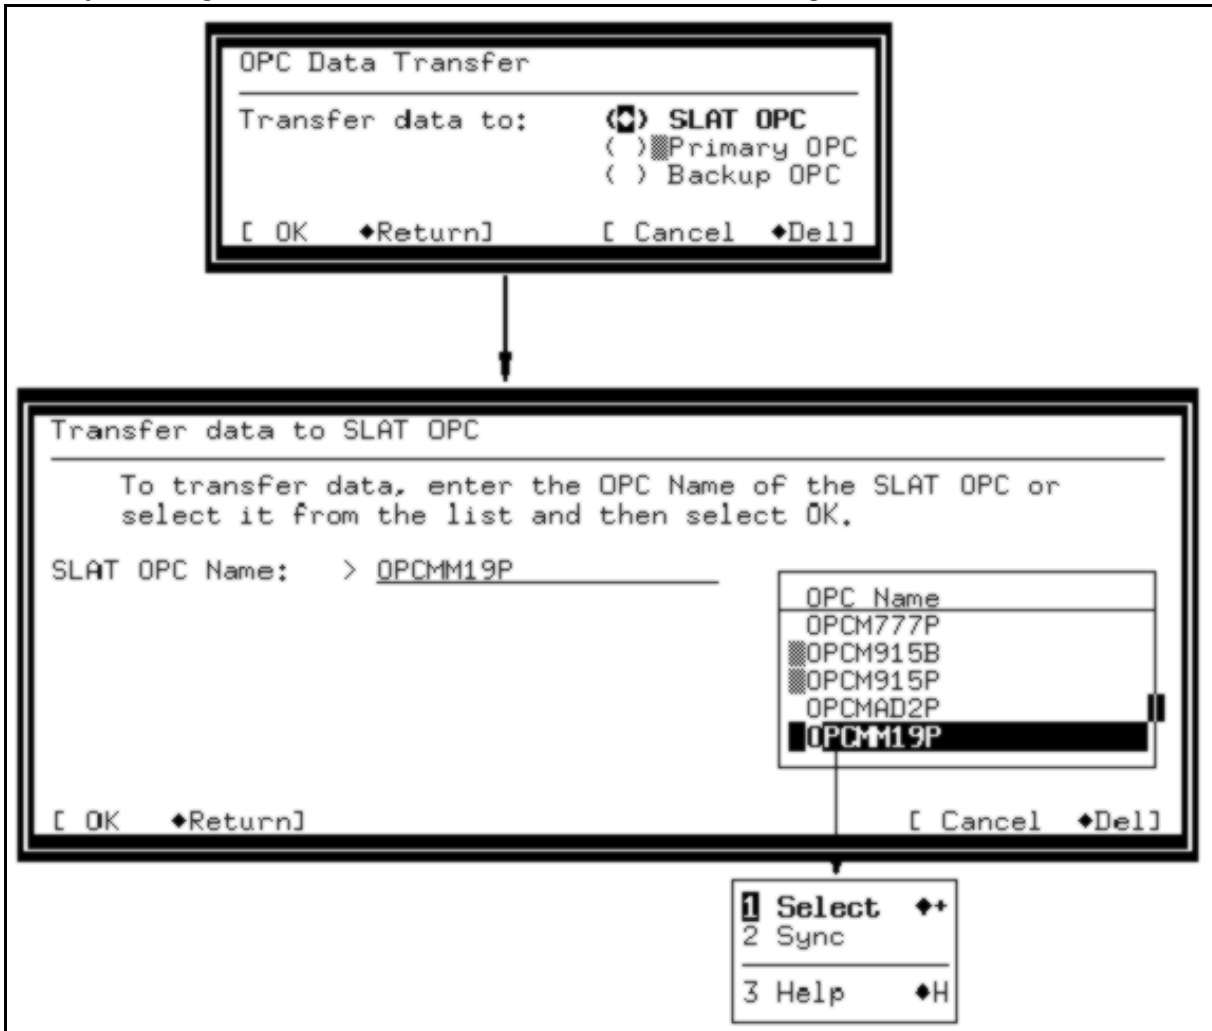 OPC Data Transfer
Transfer data to: (◆) SLAT OPC
( ) Primary OPC
( ) Backup OPC
[ OK ◆Return] [ Cancel ◆Del]
Transfer data to SLAT OPC
To transfer data, enter the OPC Name of the SLAT OPC or
select it from the list and then select OK.
SLAT OPC Name: > OPCMM19P
OPC Name
OPCM777P
OPCM915B
OPCM915P
OPCMAD2P
OPCMM19P
[ OK ◆Return] [ Cancel ◆Del]
1 Select ◆+
2 Sync
3 Help ◆H